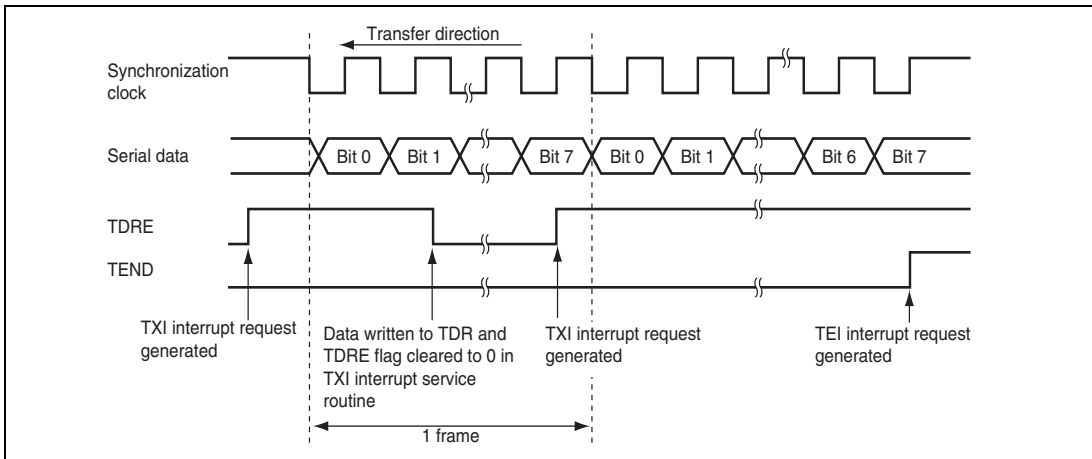 Transfer direction
Synchronization
clock
Serial data
Bit 0
Bit 1
Bit 7
Bit 0
Bit 1
Bit 6
Bit 7
TDRE
TEND
TXI interrupt request
generated
Data written to TDR and
TDRE flag cleared to 0 in
TXI interrupt service
routine
TXI interrupt request
generated
TEI interrupt request
generated
1 frame